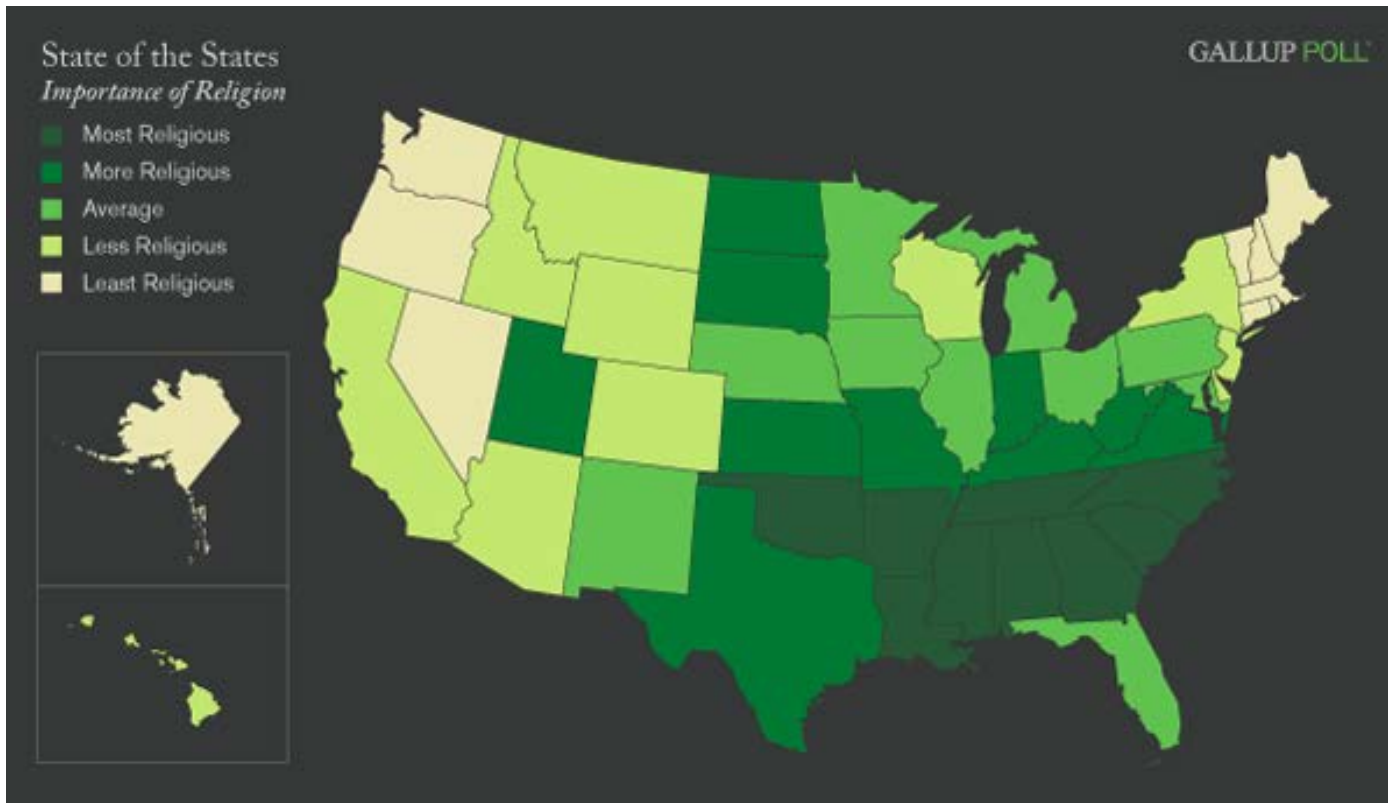 State of the States
Importance of Religion
Most Religious
More Religious
Average
Less Religious
Least Religious
GALLUP POLL